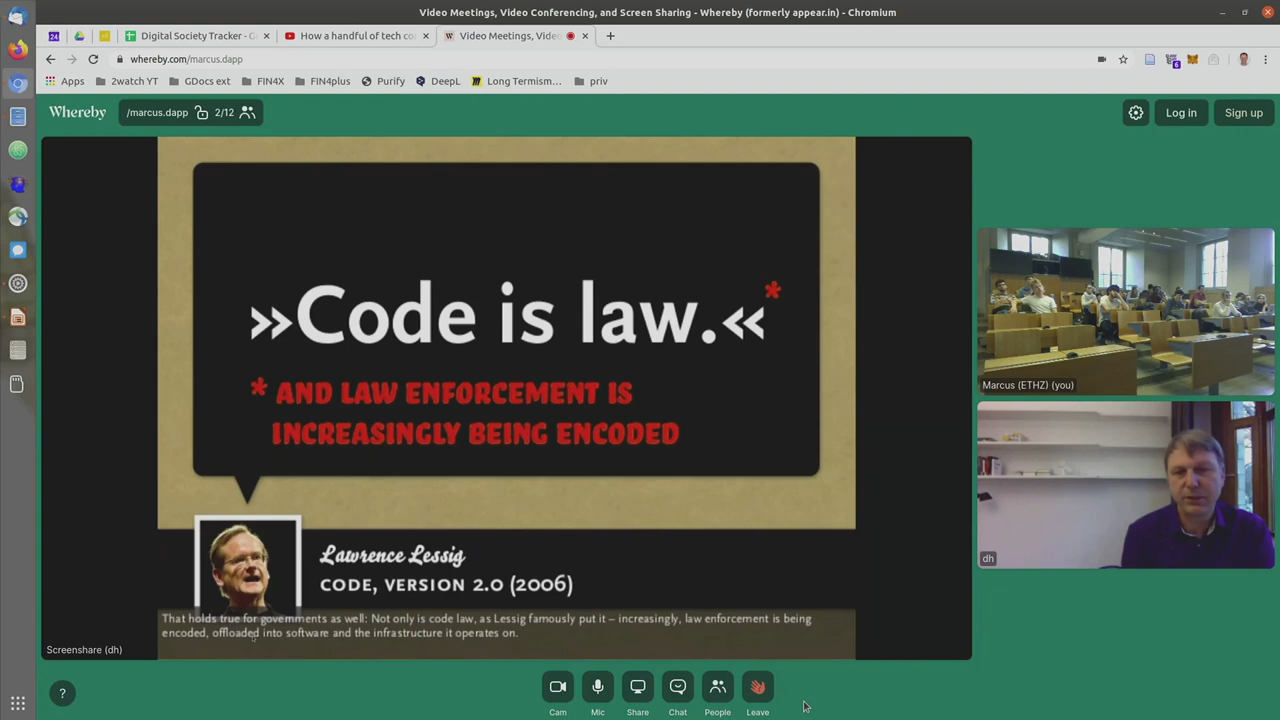 Video Meetings, Video Conferencing, and Screen Sharing - Whereby (formerly appear.in) - Chromium
24
Digital Society Tracker - G
How a handful of tech co
Video Meetings, Video
whereby.com/marcus.dapp
6
Apps
2watch YT
GDocs ext
FIN4X
FIN4plus
Purify
DeepL
Long Termism…
priv
Whereby
/marcus.dapp
2/12
Log in
Sign up
»Code is law.«*
* AND LAW ENFORCEMENT IS
INCREASINGLY BEING ENCODED
Lawrence Lessig
CODE, VERSION 2.0 (2006)
That holds true for governments as well: Not only is code law, as Lessig famously put it – increasingly, law enforcement is being
encoded, offloaded into software and the infrastructure it operates on.
Screenshare (dh)
Marcus (ETHZ) (you)
dh
?
Cam
Mic
Share
Chat
People
Leave